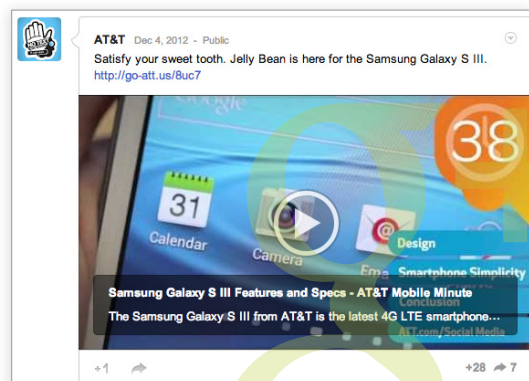 AT&T Dec 4, 2012 - Public
Satisfy your sweet tooth. Jelly Bean is here for the Samsung Galaxy S III.
http://go-att.us/8uc7
Google
38
31
Calendar
Camera
Ema
Design
Smartphone Simplicity
Conclusion
ATT.com/Social Media
Samsung Galaxy S III Features and Specs - AT&T Mobile Minute
The Samsung Galaxy S III from AT&T is the latest 4G LTE smartphone...
+1
+28 7